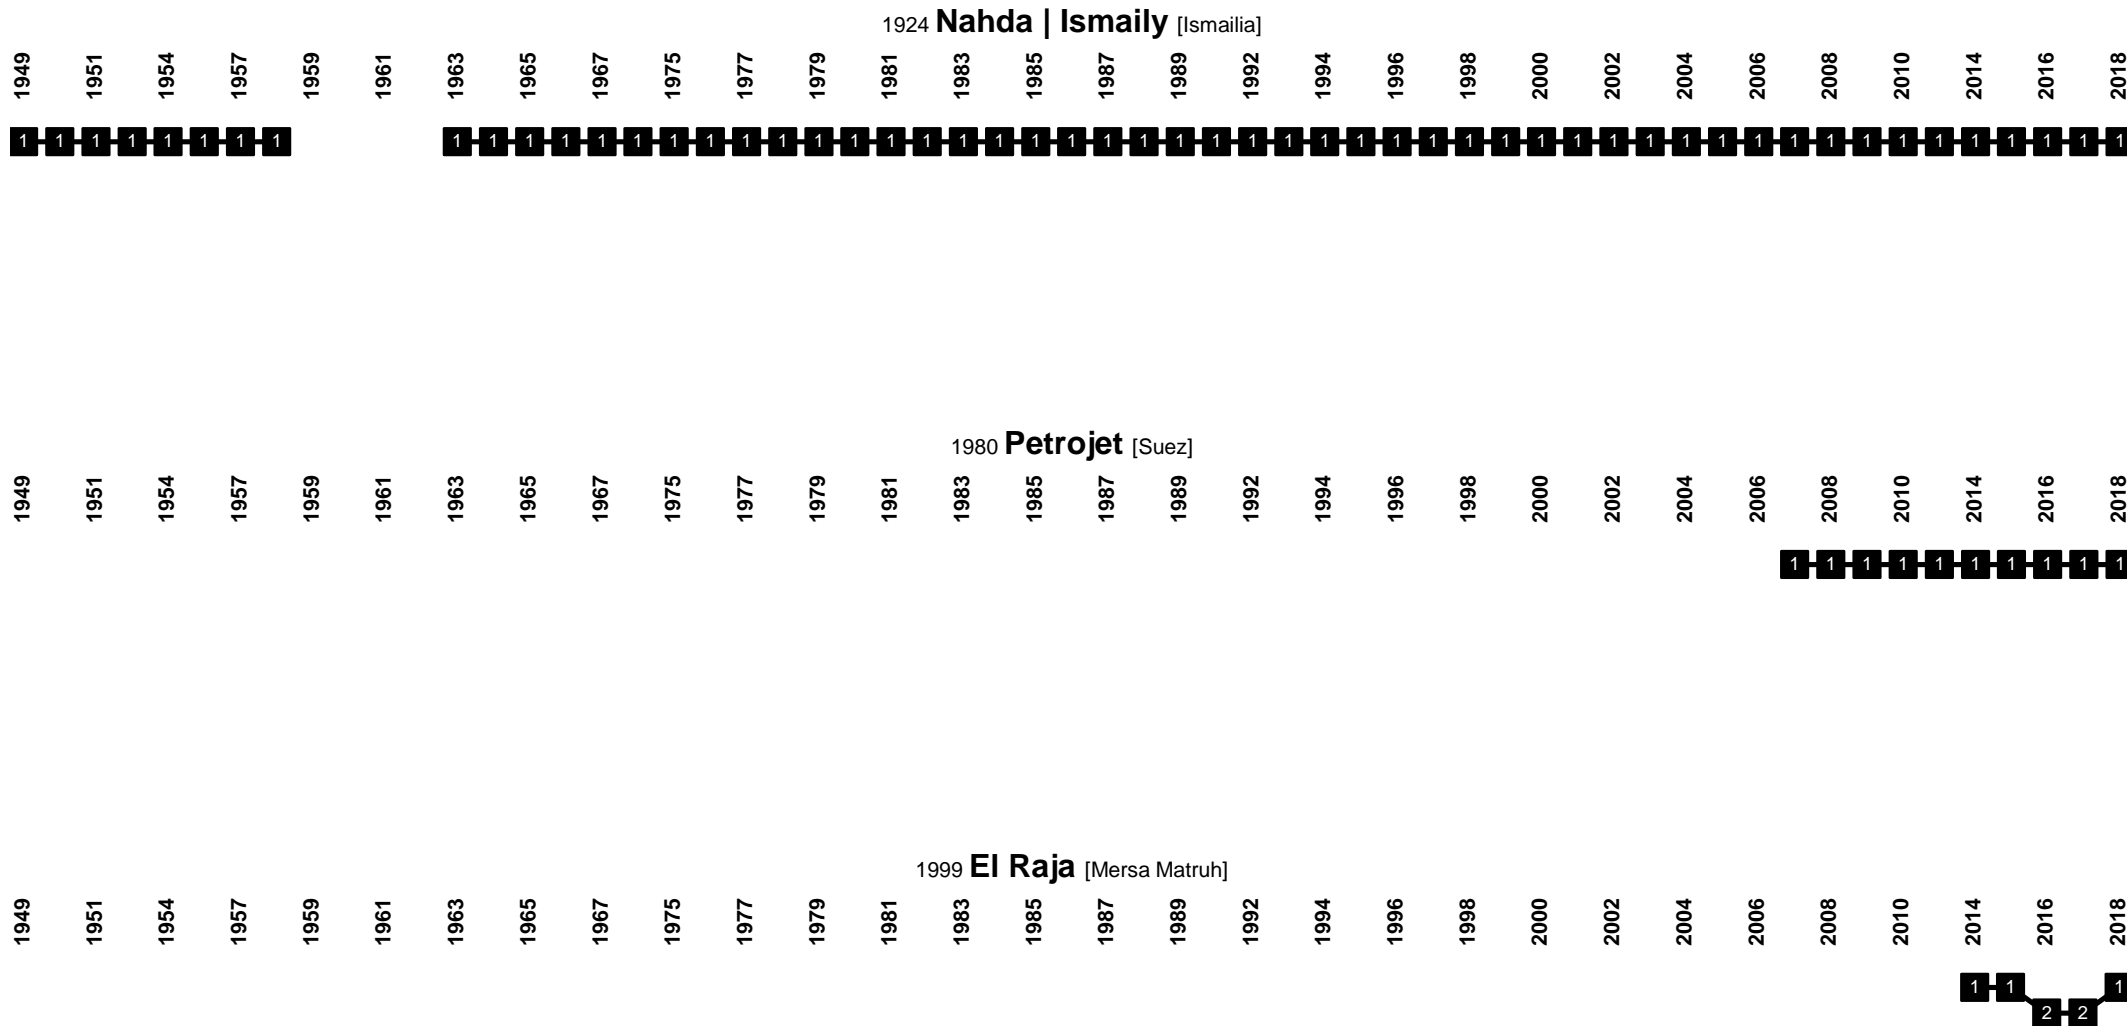 1924 Nahda | Ismaily [Ismailia]
1949 1951 1954 1957 1959 1961 1963 1965 1967 1975 1977 1979 1981 1983 1985 1987 1989 1992 1994 1996 1998 2000 2002 2004 2006 2008 2010 2014 2016 2018
1 1 1 1 1 1 1 1 1 1 1 1 1 1 1 1 1 1 1 1 1 1 1 1 1 1 1 1 1 1 1 1 1 1 1 1 1 1 1 1 1 1 1 1 1 1 1 1 1 1 1 1 1 1 1
1980 Petrojet [Suez]
1949 1951 1954 1957 1959 1961 1963 1965 1967 1975 1977 1979 1981 1983 1985 1987 1989 1992 1994 1996 1998 2000 2002 2004 2006 2008 2010 2014 2016 2018
1 1 1 1 1 1 1 1 1 1
1999 El Raja [Mersa Matruh]
1949 1951 1954 1957 1959 1961 1963 1965 1967 1975 1977 1979 1981 1983 1985 1987 1989 1992 1994 1996 1998 2000 2002 2004 2006 2008 2010 2014 2016 2018
1 1 1
2 2